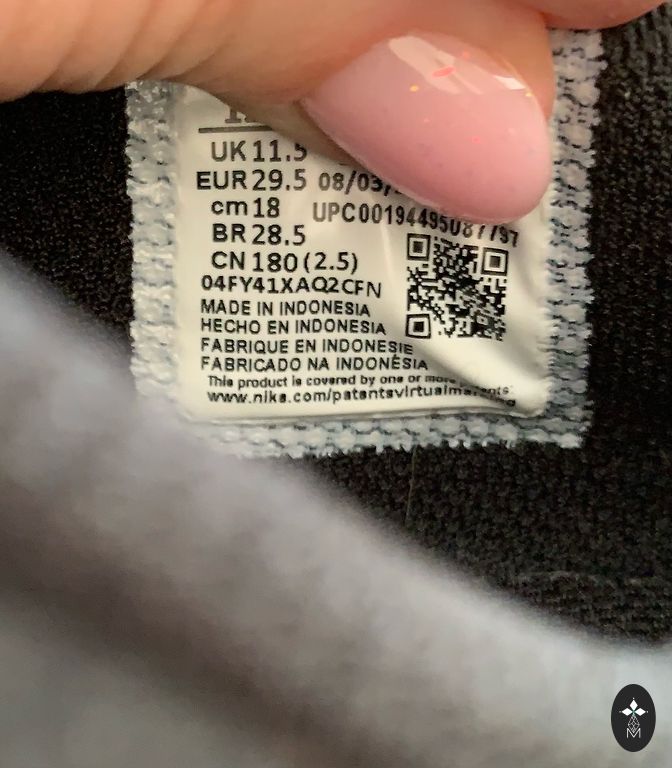 UK 11.5
EUR 29.5 08/03/
cm 18 UPC00194495087797
BR 28.5
CN 180 (2.5)
04FY41XAQ2CFN
MADE IN INDONESIA
HECHO EN INDONESIA
FABRIQUE EN INDONESIE
FABRICADO NA INDONÉSIA
This product is covered by one or more
www.nike.com/patentsvirtualma
M